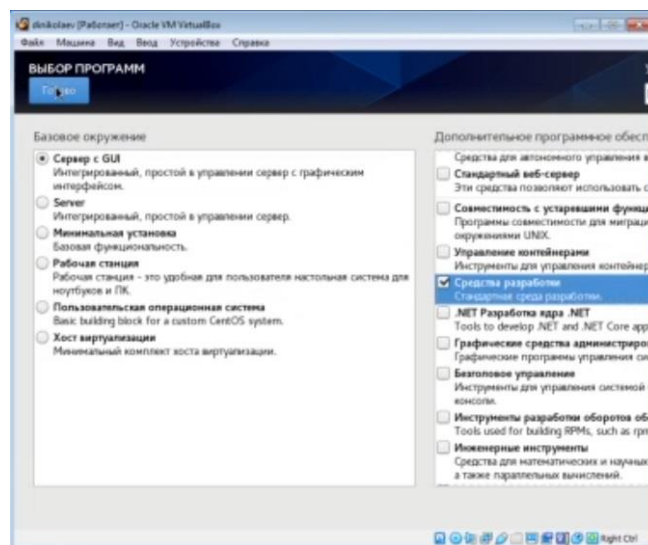 dnikolaev [Работает] - Oracle VM VirtualBox
Файл Машина Вид Ввод Устройства Справка
ВЫБОР ПРОГРАММ
Готово
Базовое окружение
Сервер с GUI
Интегрированный, простой в управлении сервер с графическим
интерфейсом.
Server
Интегрированный, простой в управлении сервер.
Минимальная установка
Базовая функциональность.
Рабочая станция
Рабочая станция - это удобная для пользователя настольная система для
ноутбуков и ПК.
Пользовательская операционная система
Basic building block for a custom CentOS system.
Хост виртуализации
Минимальный комплект хоста виртуализации.
Дополнительное программное обесп
Средства для автономного управления в
Стандартный веб-сервер
Эти средства позволяют использовать с
Совместимость с устаревшими функц
Программы совместимости для миграци
окружениями UNIX.
Управление контейнерами
Инструменты для управления контейнер
Средства разработки
Стандартная среда разработки.
.NET Разработка ядра .NET
Tools to develop .NET and .NET Core app
Графические средства администриро
Графические программы управления си
Безголовое управление
Инструменты для управления системой
консоли.
Инструменты разработки оборотов об
Tools used for building RPMs, such as rpm
Инженерные инструменты
Средства для математических и научных
а также параллельных вычислений.
Right Ctrl